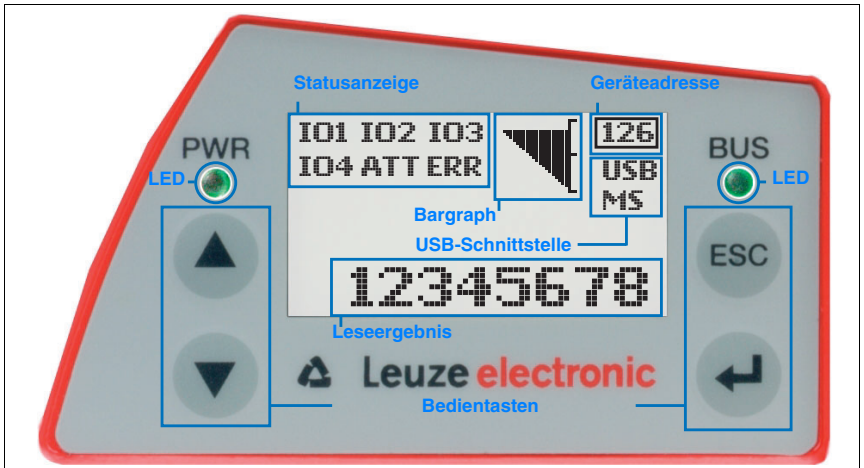 Statusanzeige
Geräteadresse
IO1 IO2 IO3
126
PWR
BUS
IO4 ATT ERR
USB
LED
LED
MS
Bargraph
USB-Schnittstelle
ESC
12345678
Leseergebnis
Leuze electronic
Bedientasten